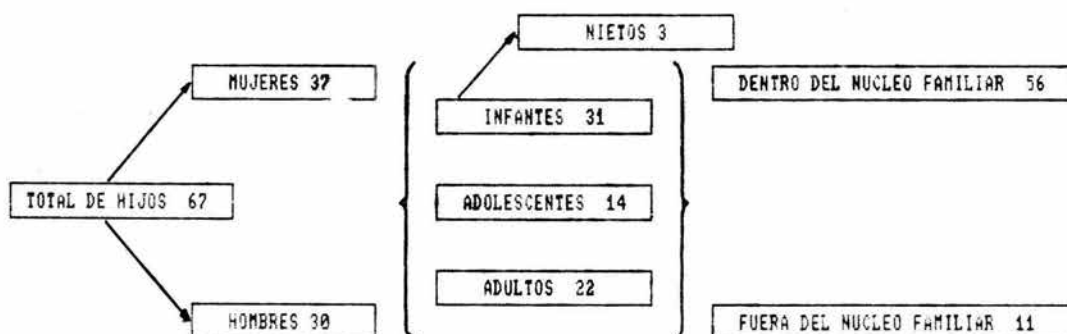 NIETOS 3
MUJERES 37
DENTRO DEL NUCLEO FAMILIAR 56
INFANTES 31
TOTAL DE HIJOS 67
ADOLESCENTES 14
ADULTOS 22
HOMBRES 30
FUERA DEL NUCLEO FAMILIAR 11